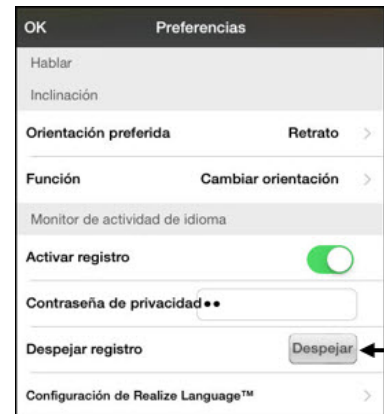 OK Preferencias
Hablar
Inclinación
Orientación preferida Retrato
Función Cambiar orientación
Monitor de actividad de idioma
Activar registro
Contraseña de privacidad ••
Despejar registro Despejar
Configuración de Realize Language™